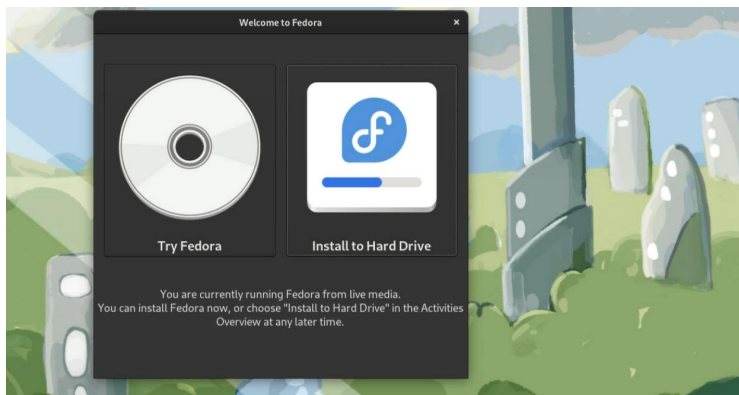 Welcome to Fedora
×
Try Fedora
Install to Hard Drive
You are currently running Fedora from live media.
You can install Fedora now, or choose "Install to Hard Drive" in the Activities
Overview at any later time.